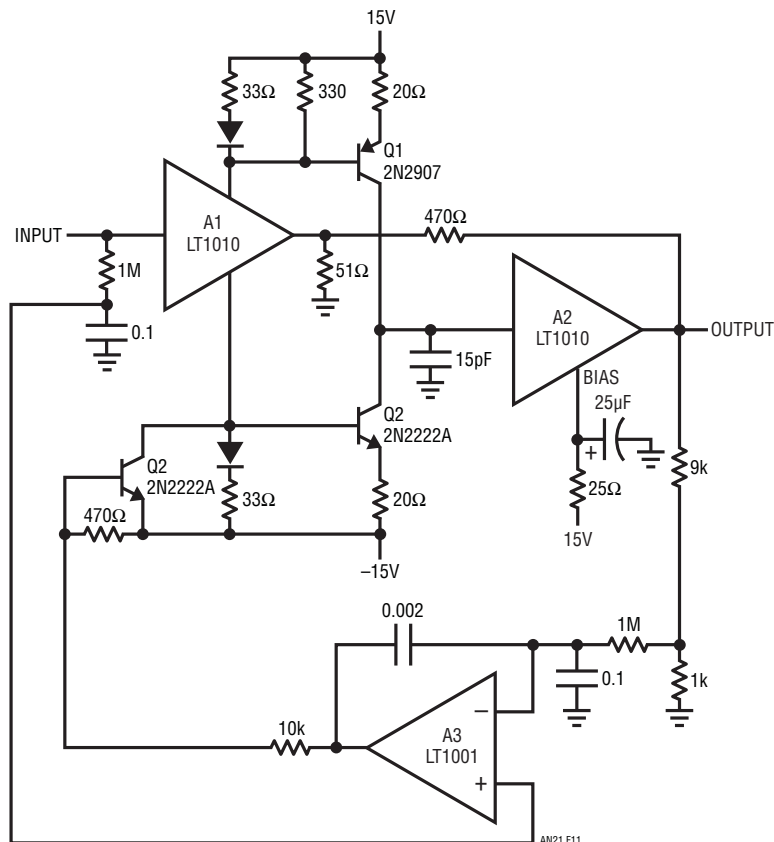 15V
33Ω
330
20Ω
Q1
2N2907
A1
LT1010
INPUT
470Ω
1M
51Ω
0.1
A2
LT1010
OUTPUT
15pF
BIAS
25µF
+
Q2
2N2222A
Q2
2N2222A
9k
25Ω
33Ω
20Ω
470Ω
15V
–15V
0.002
1M
0.1
1k
–
10k
A3
LT1001
+
AN21 F11